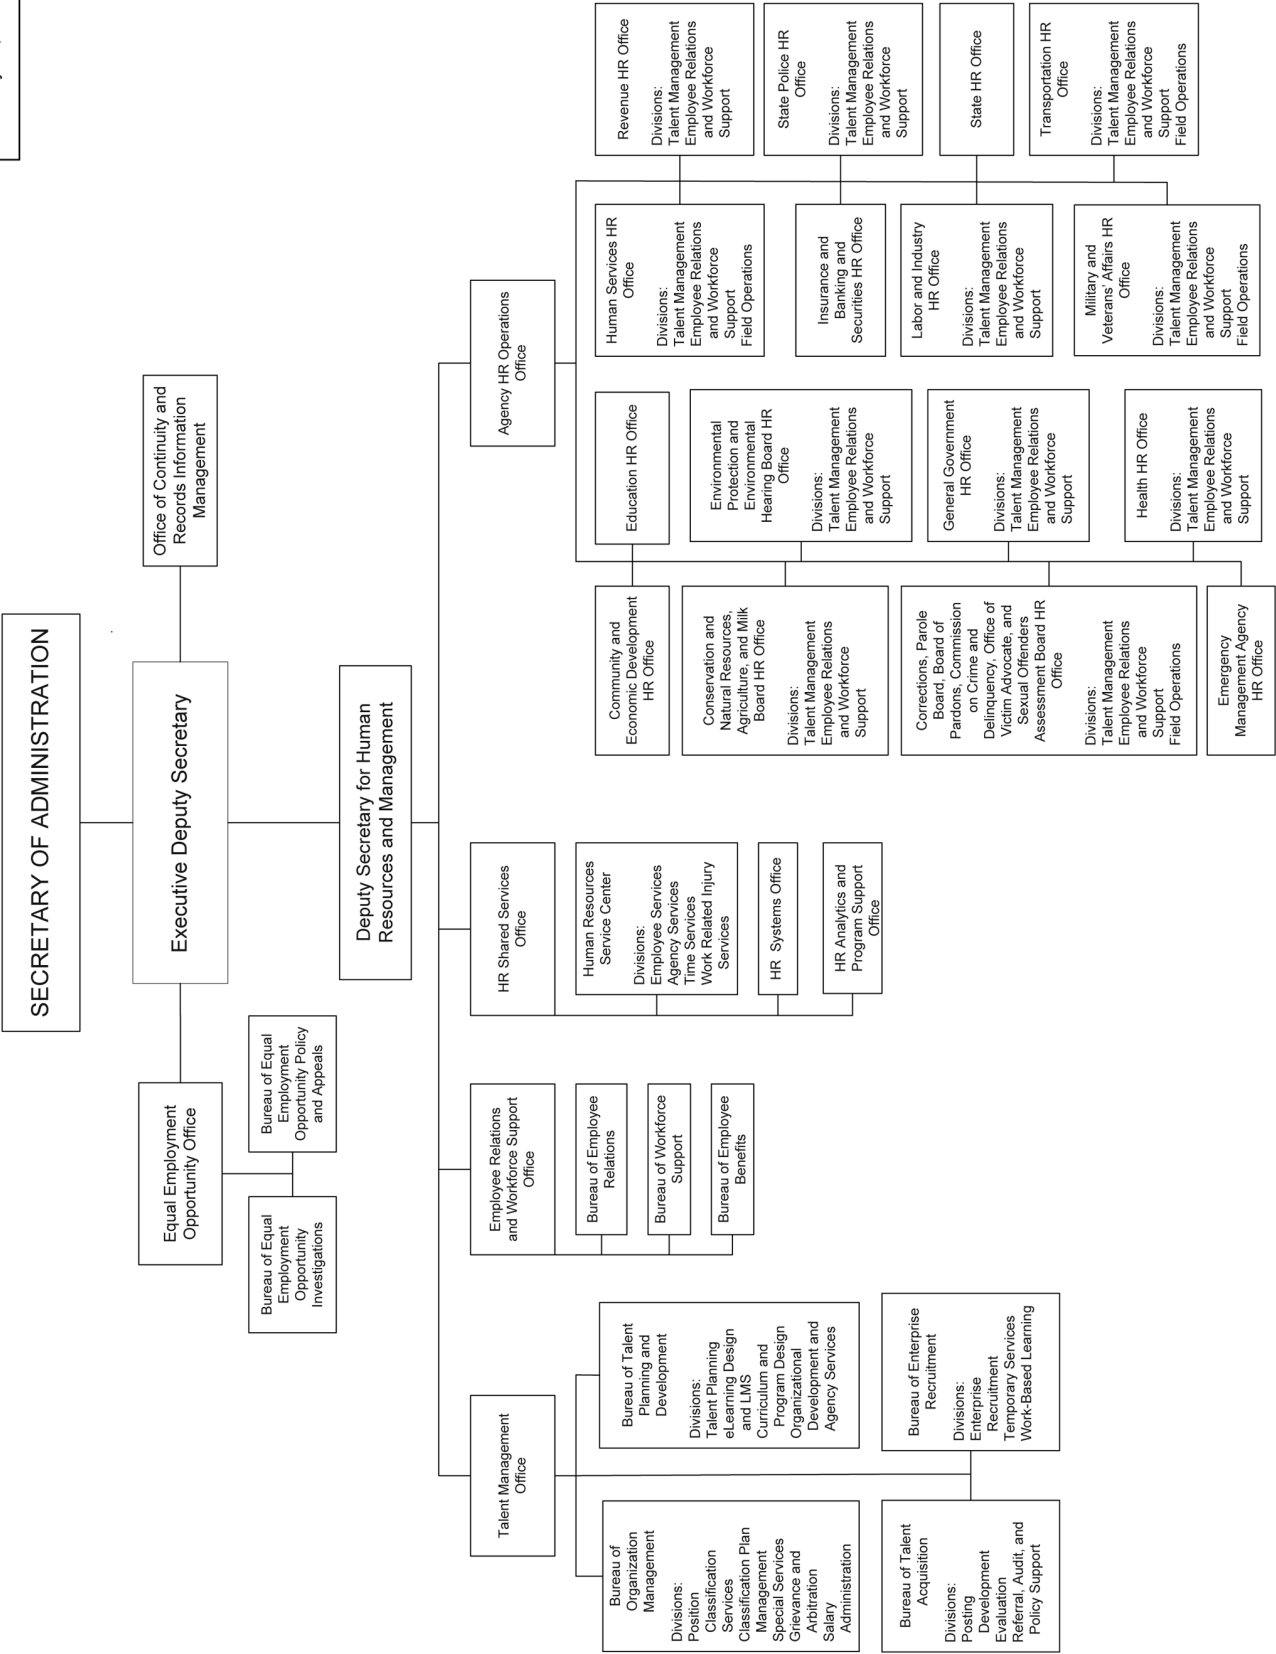 SECRETARY OF ADMINISTRATION
Executive Deputy Secretary
Office of Continuity and
Records Information
Management
Equal Employment
Opportunity Office
Bureau of Equal
Employment
Opportunity
Investigations
Bureau of Equal
Employment
Opportunity Policy
and Appeals
Deputy Secretary for Human
Resources and Management
Talent Management
Office
Bureau of
Organization
Management
Divisions:
Position
Classification
Services
Classification Plan
Management
Special Services
Grievance and
Arbitration
Salary
Administration
Bureau of Talent
Planning and
Development
Divisions:
Talent Planning
eLearning Design
and LMS
Curriculum and
Program Design
Organizational
Development and
Agency Services
Bureau of Talent
Acquisition
Divisions:
Posting
Development
Evaluation
Referral, Audit, and
Policy Support
Bureau of Enterprise
Recruitment
Divisions:
Enterprise
Recruitment
Temporary Services
Work-Based Learning
Employee Relations
and Workforce Support
Office
Bureau of Employee
Relations
Bureau of Workforce
Support
Bureau of Employee
Benefits
HR Shared Services
Office
Human Resources
Service Center
Divisions:
Employee Services
Agency Services
Time Services
Work Related Injury
Services
HR Systems Office
HR Analytics and
Program Support
Office
Agency HR Operations
Office
Community and
Economic Development
HR Office
Education HR Office
Conservation and
Natural Resources,
Agriculture, and Milk
Board HR Office
Divisions:
Talent Management
Employee Relations
and Workforce
Support
Environmental
Protection and
Environmental
Hearing Board HR
Office
Divisions:
Talent Management
Employee Relations
and Workforce
Support
Corrections, Parole
Board, Board of
Pardons, Commission
on Crime and
Delinquency, Office of
Victim Advocate, and
Sexual Offenders
Assessment Board HR
Office
Divisions:
Talent Management
Employee Relations
and Workforce
Support
Field Operations
General Government
HR Office
Divisions:
Talent Management
Employee Relations
and Workforce
Support
Emergency
Management Agency
HR Office
Health HR Office
Divisions:
Talent Management
Employee Relations
and Workforce
Support
Human Services HR
Office
Divisions:
Talent Management
Employee Relations
and Workforce
Support
Field Operations
Revenue HR Office
Divisions:
Talent Management
Employee Relations
and Workforce
Support
Insurance and
Banking and
Securities HR Office
State Police HR
Office
Divisions:
Talent Management
Employee Relations
and Workforce
Support
Labor and Industry
HR Office
Divisions:
Talent Management
Employee Relations
and Workforce
Support
State HR Office
Military and
Veterans' Affairs HR
Office
Divisions:
Talent Management
Employee Relations
and Workforce
Support
Field Operations
Transportation HR
Office
Divisions:
Talent Management
Employee Relations
and Workforce
Support
Field Operations